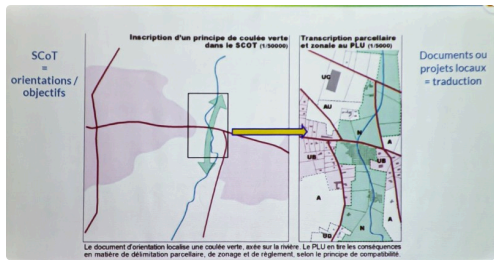 Inscription d'un principe de coulée verte
dans le SCOT (1/50000)
Transcription parcellaire
et zonale au PLU (1/5000)
SCoT
=
orientations /
objectifs
Documents ou
projets locaux
= traduction
UG
AU
N
A
UB
UB
A
A
N
UG
Le document d'orientation localise une coulée verte, axée sur la rivière. Le PLU en tire les conséquences
en matière de délimitation parcellaire, de zonage et de règlement, selon le principe de compatibilité.